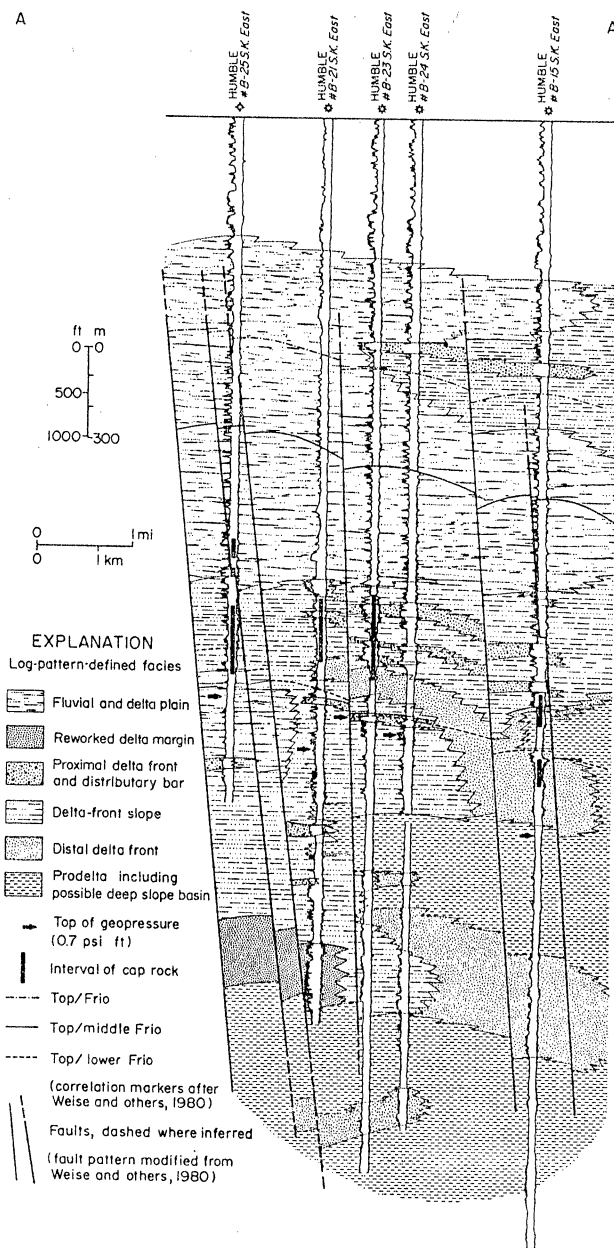 A
A
HUMBLE
#B-25 S.K. East
HUMBLE
#B-21 S.K. East
HUMBLE
#B-23 S.K. East
HUMBLE
#B-24 S.K. East
HUMBLE
#B-15 S.K. East
ft m
0 0
500
1000 300
0 1 mi
0 1 km
EXPLANATION
Log-pattern-defined facies
Fluvial and delta plain
Reworked delta margin
Proximal delta front
and distributary bar
Delta-front slope
Distal delta front
Prodelta including
possible deep slope basin
Top of geopressure
(0.7 psi ft)
Interval of cap rock
Top/Frio
Top/middle Frio
Top/lower Frio
(correlation markers after
Weise and others, 1980)
Faults, dashed where inferred
(fault pattern modified from
Weise and others, 1980)